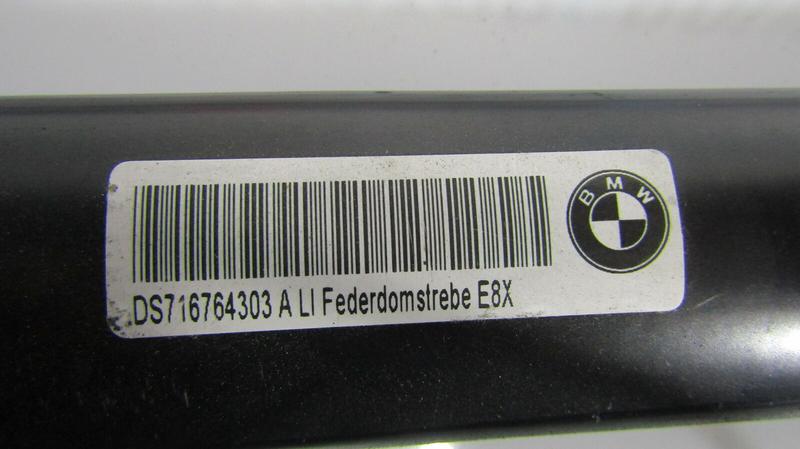 BMW
DS716764303 A LI Federdomstrebe E8X